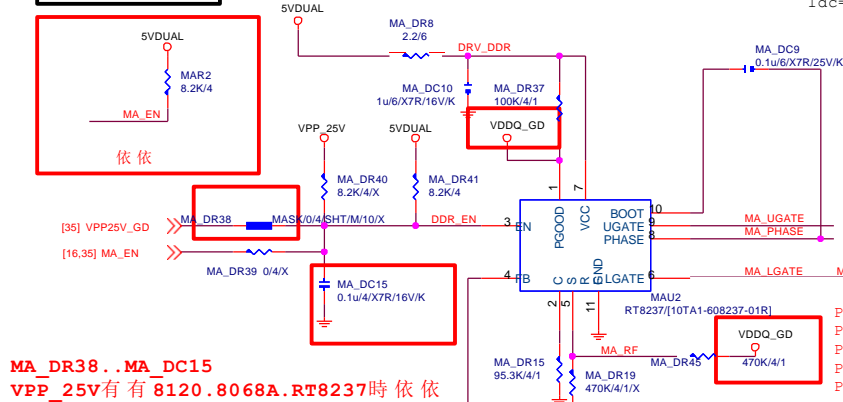 5VDUAL
MA_DR8
2.2/6
DRV_DDR
MA_DC9
0.1u/6/X7R/25V/K
5VDUAL
MAR2
8.2K/4
MA_EN
依 依
MA_DC10
1u/6/X7R/16V/K
MA_DR37
100K/4/1
VDDQ_GD
VPP_25V
5VDUAL
MA_DR40
8.2K/4/X
MA_DR41
8.2K/4
[35] VPP25V_GD
MA_DR38
MASK/0/4/SHT/M/10/X
DDR_EN
[16,35] MA_EN
MA_DR39 0/4/X
MA_DC15
0.1u/4/X7R/16V/K
1
7
3
EN
PGOOD
VCC
BOOT
10
UGATE
9
PHASE
8
MA_UGATE
MA_PHASE
4
FB
C
S
R
GND
LGATE
6
MA_LGATE
2
5
11
MAU2
RT8237/[10TA1-608237-01R]
MA_RF
MA_DR15
95.3K/4/1
MA_DR19
470K/4/1/X
MA_DR45
VDDQ_GD
470K/4/1
MA_DR38..MA_DC15
VPP_25V有 有 8120.8068A.RT8237時 依 依